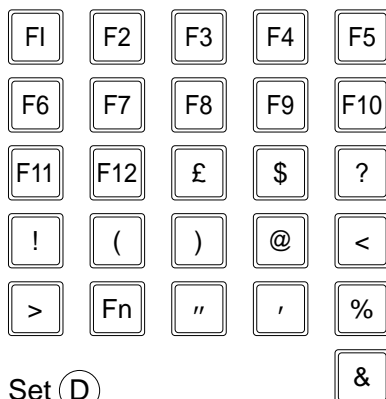 FI F2 F3 F4 F5
F6 F7 F8 F9 F10
F11 F12 £ $ ?
! ( ) @ <
> Fn " ' %
&
Set D